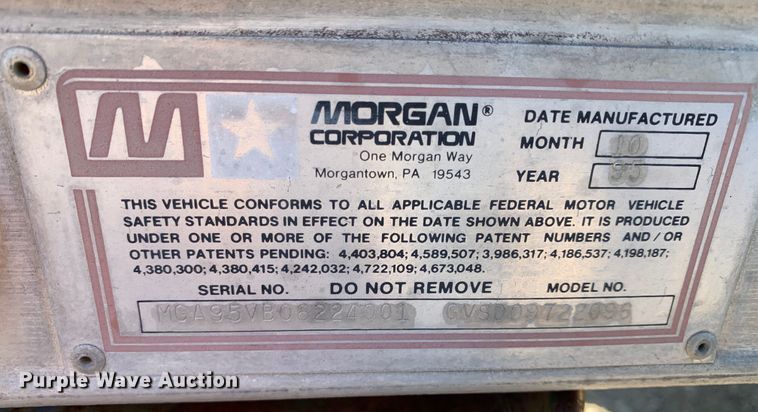 MORGAN®
CORPORATION
One Morgan Way
Morgantown, PA 19543
DATE MANUFACTURED
MONTH 10
YEAR 95
THIS VEHICLE CONFORMS TO ALL APPLICABLE FEDERAL MOTOR VEHICLE
SAFETY STANDARDS IN EFFECT ON THE DATE SHOWN ABOVE. IT IS PRODUCED
UNDER ONE OR MORE OF THE FOLLOWING PATENT NUMBERS AND/OR
OTHER PATENTS PENDING: 4,403,804; 4,589,507; 3,986,317; 4,186,537; 4,198,187;
4,380,300; 4,380,415; 4,242,032; 4,722,109; 4,673,048.
SERIAL NO. DO NOT REMOVE MODEL NO.
MCA95VB06224001
Purple Wave Auction